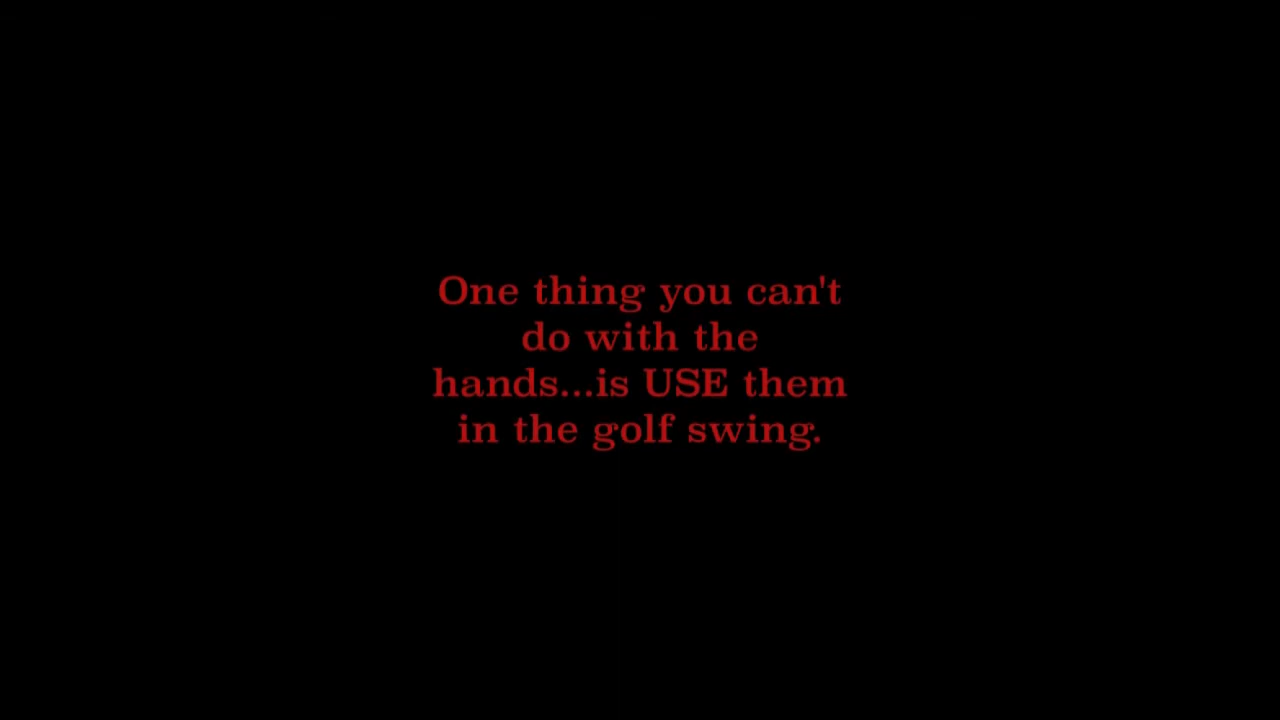 One thing you can't
do with the
hands...is USE them
in the golf swing.